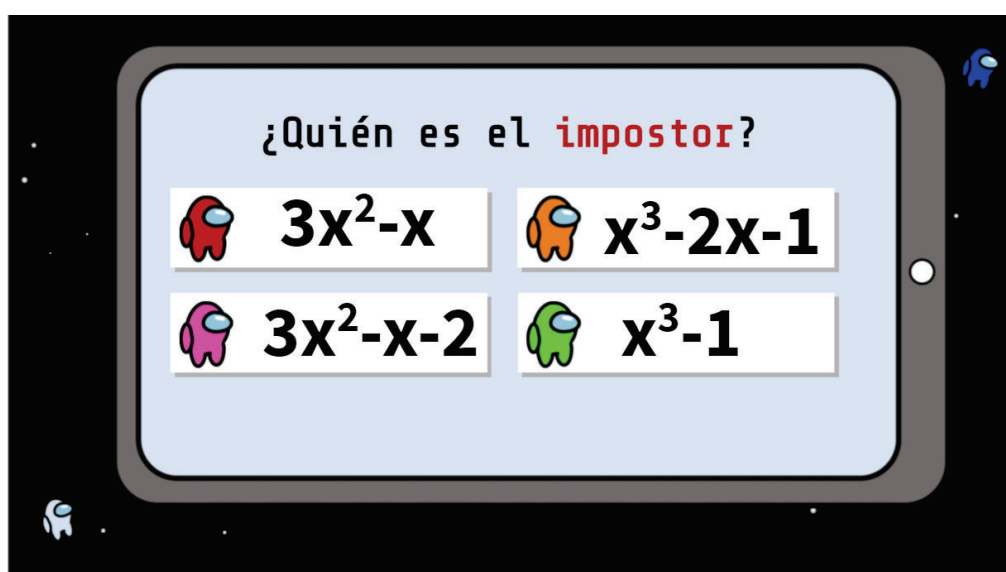 ¿Quién es el impostor?
3x²-x
x³-2x-1
3x²-x-2
x³-1